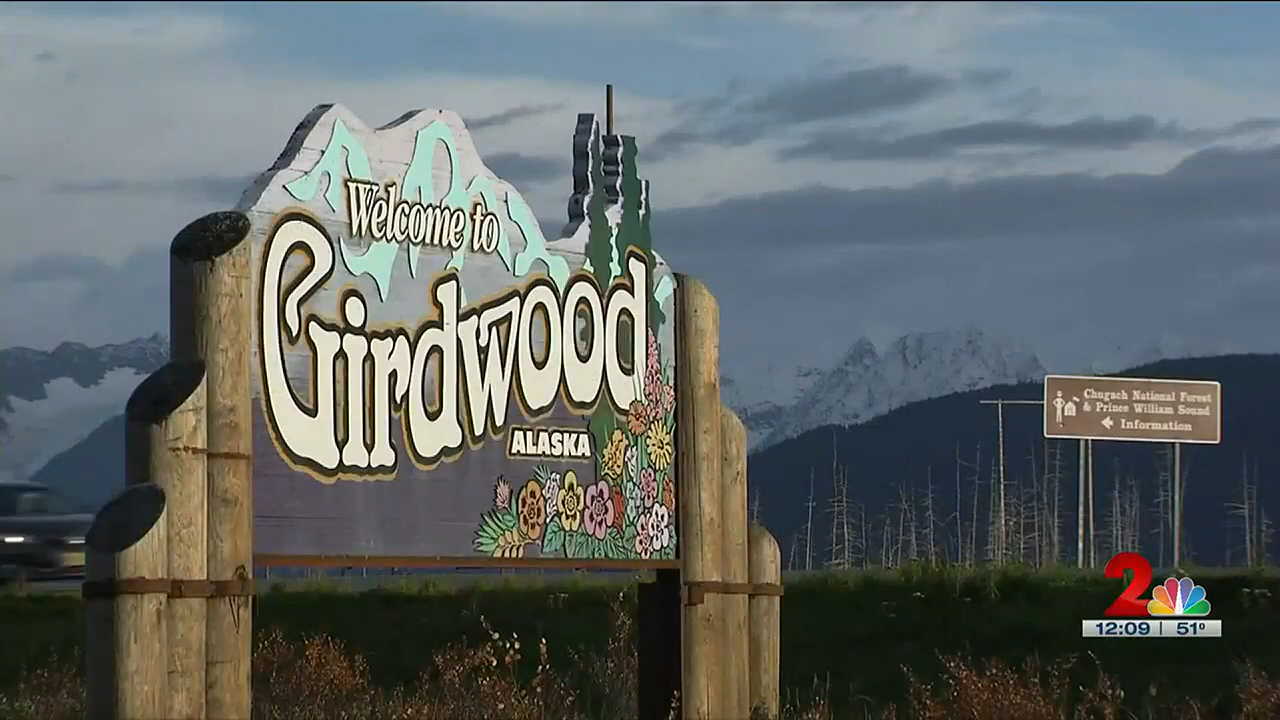 Welcome to
Girdwood
ALASKA
Chugach National Forest
& Prince William Sound
Information
2
12:09 | 51°